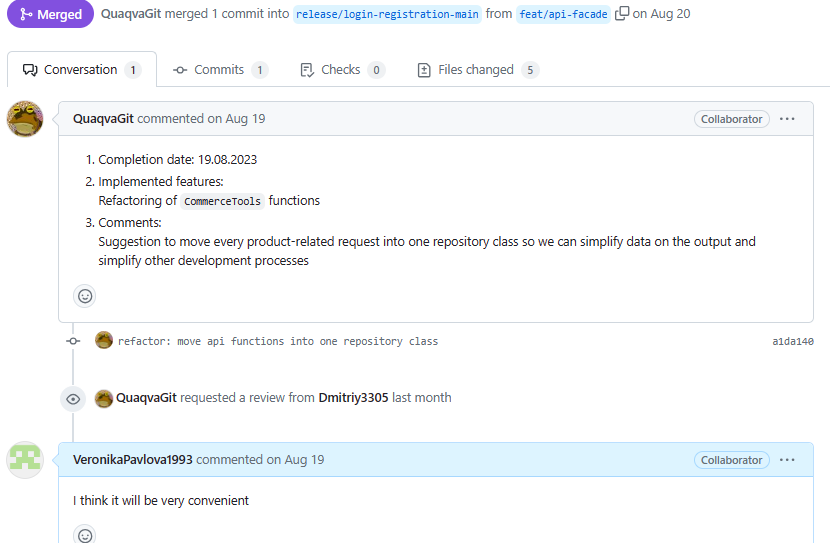 Merged QuaqvaGit merged 1 commit into release/login-registration-main from feat/api-facade on Aug 20
Conversation 1 Commits 1 Checks 0 Files changed 5
QuaqvaGit commented on Aug 19 Collaborator
1. Completion date: 19.08.2023
2. Implemented features:
Refactoring of CommerceTools functions
3. Comments:
Suggestion to move every product-related request into one repository class so we can simplify data on the output and
simplify other development processes
refactor: move api functions into one repository class a1da140
QuaqvaGit requested a review from Dmitriy3305 last month
VeronikaPavlova1993 commented on Aug 19 Collaborator
I think it will be very convenient